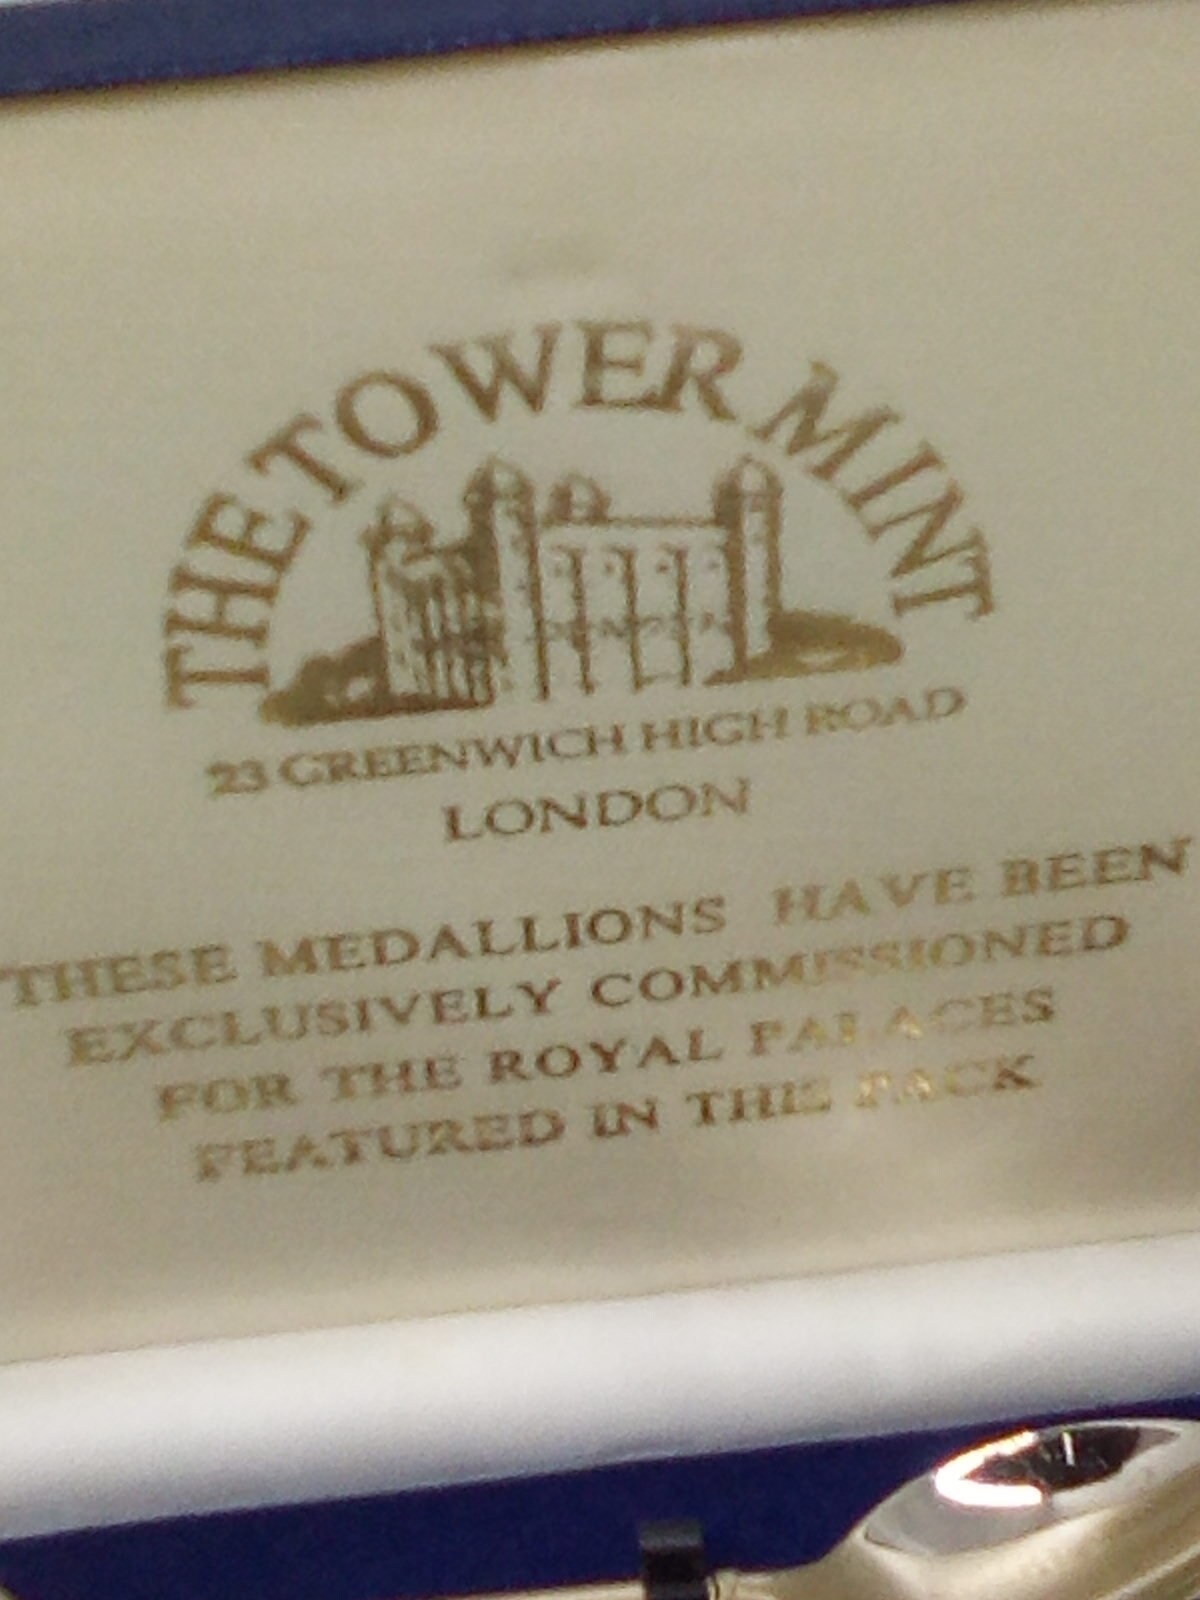 THE TOWER MINT
23 GREENWICH HIGH ROAD
LONDON
THESE MEDALLIONS HAVE BEEN
EXCLUSIVELY COMMISSIONED
FOR THE ROYAL PALACES
FEATURED IN THIS PACK